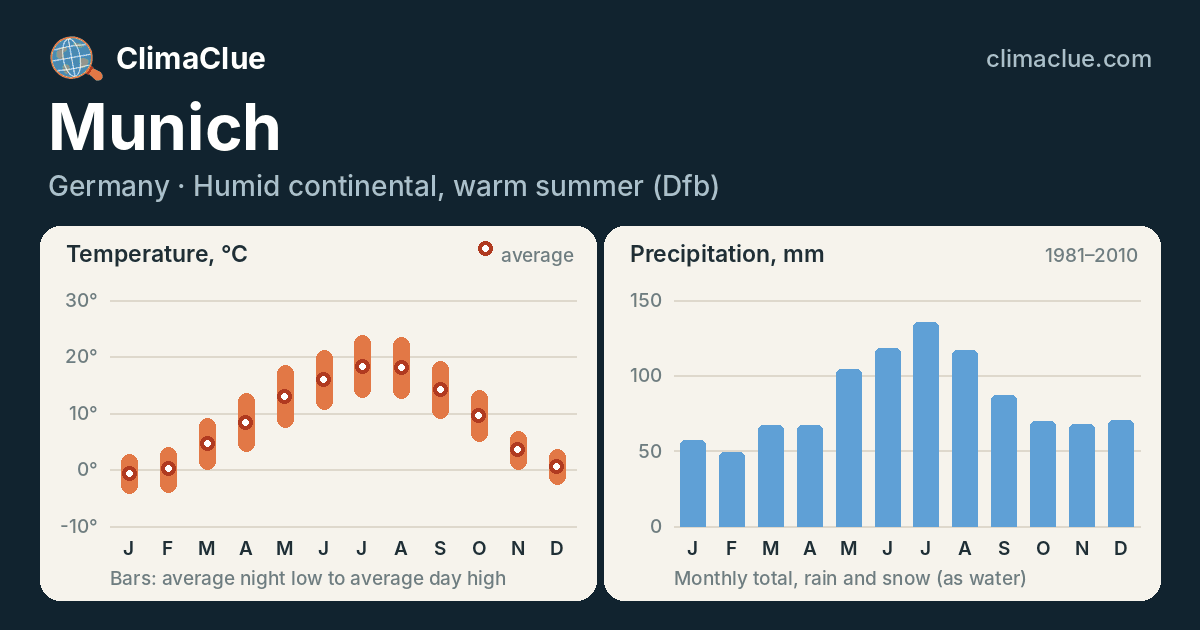 ClimaClue
climaclue.com
Munich
Germany · Humid continental, warm summer (Dfb)
Temperature, °C
average
30°
20°
10°
0°
-10°
J F M A M J J A S O N D
Bars: average night low to average day high
Precipitation, mm
1981–2010
150
100
50
0
J F M A M J J A S O N D
Monthly total, rain and snow (as water)